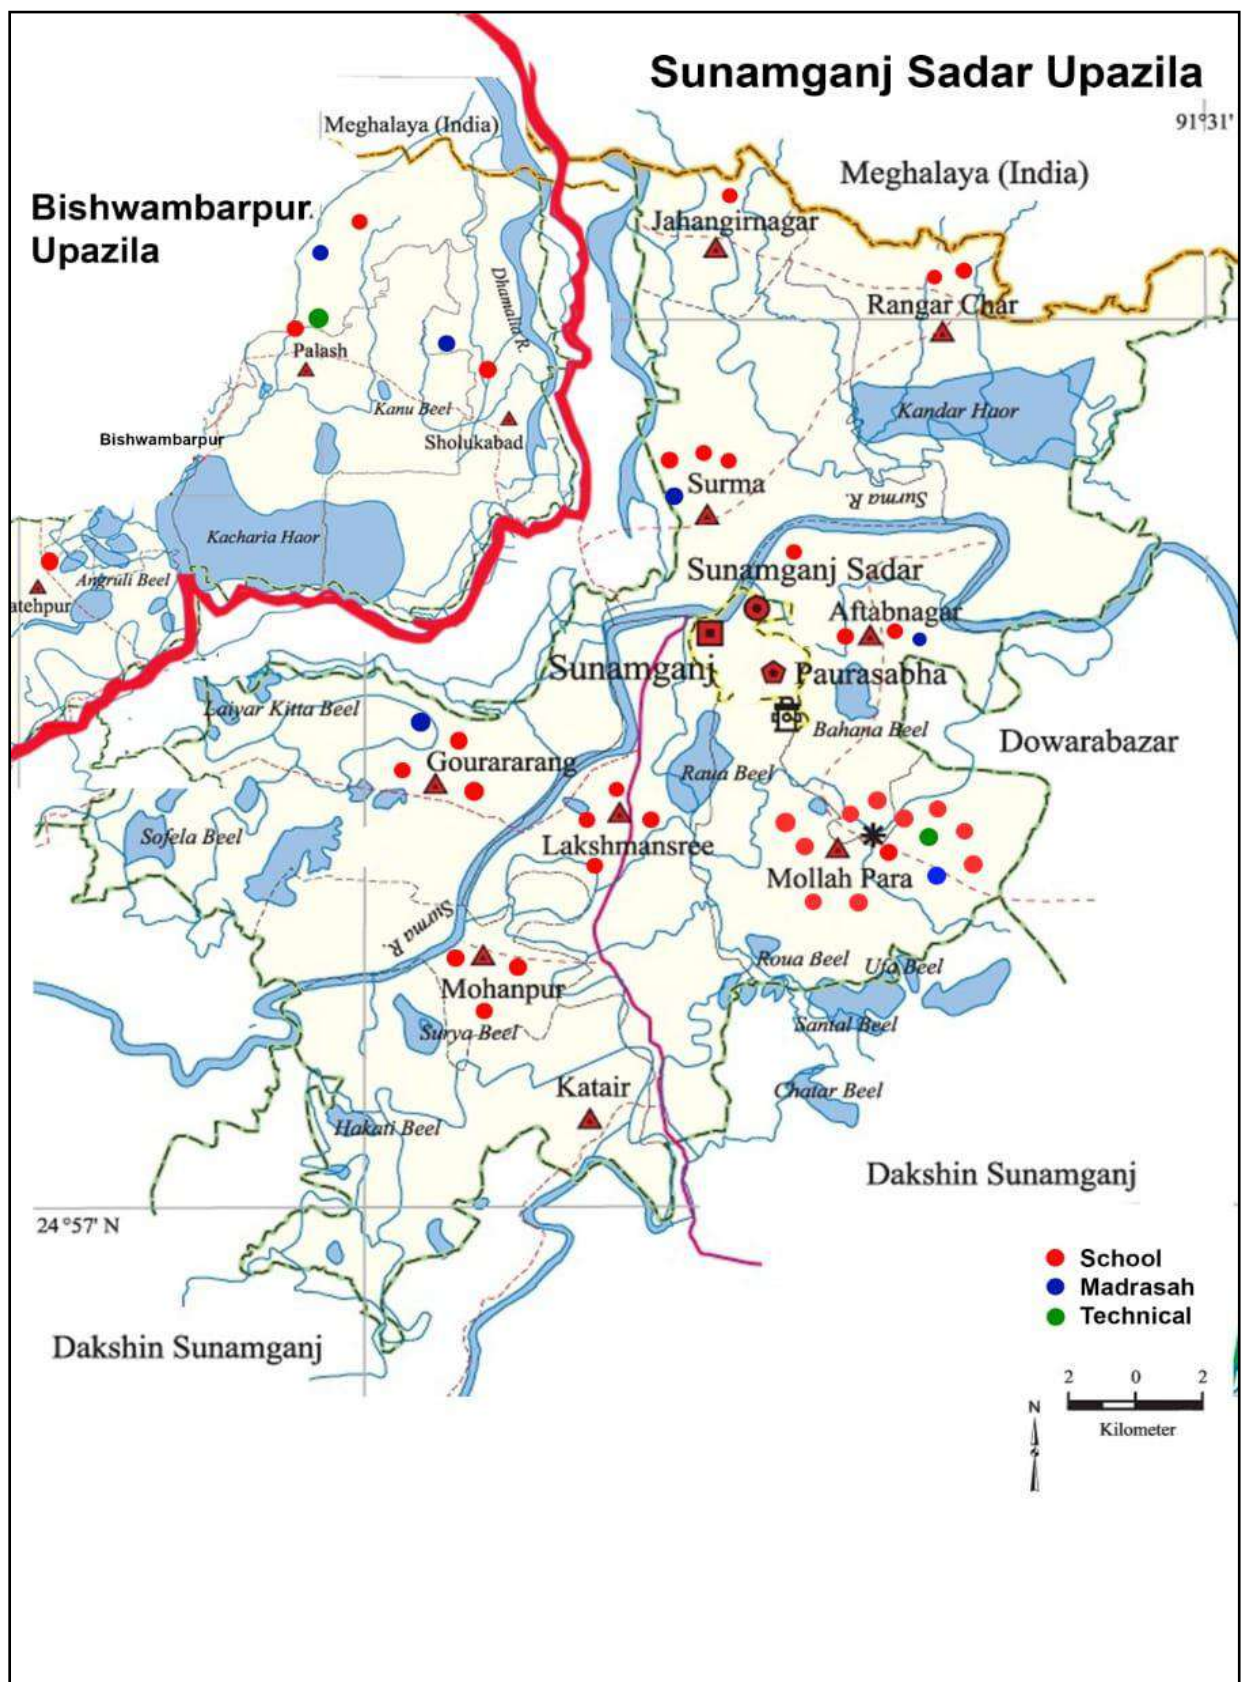 Sunamganj Sadar Upazila
91°31'
Meghalaya (India)
Meghalaya (India)
Bishwambarpur.
Upazila
Jahangirnagar
Dhamalia R.
Rangar Char
Palash
Kanu Beel
Kandar Haor
Sholukabad
Bishwambarpur
Surma
Surma R.
Kacharia Haor
Sunamganj Sadar
Angruli Beel
atehpur
Aftabnagar
Sunamganj
Paurasabha
Laiyar Kitta Beel
Bahana Beel
Dowarabazar
Gourararang
Raua Beel
Sofela Beel
Lakshmansree
Mollah Para
Surma R.
Roua Beel
Ufa Beel
Mohanpur
Surya Beel
Santal Beel
Katair
Chatar Beel
Hakati Beel
Dakshin Sunamganj
24°57' N
School
Madrasah
Technical
Dakshin Sunamganj
2 0 2
N
Kilometer